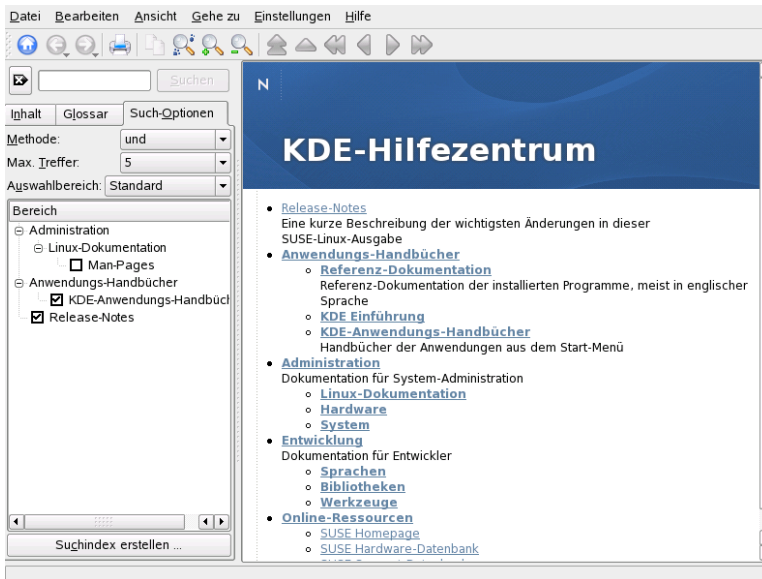 Datei Bearbeiten Ansicht Gehe zu Einstellungen Hilfe
Suchen
Inhalt Glossar Such-Optionen
Methode: und
Max. Treffer: 5
Auswahlbereich: Standard
Bereich
Administration
Linux-Dokumentation
Man-Pages
Anwendungs-Handbücher
KDE-Anwendungs-Handbüch
Release-Notes
Suchindex erstellen ...
N
KDE-Hilfezentrum
Release-Notes
Eine kurze Beschreibung der wichtigsten Änderungen in dieser
SUSE-Linux-Ausgabe
Anwendungs-Handbücher
Referenz-Dokumentation
Referenz-Dokumentation der installierten Programme, meist in englischer
Sprache
KDE Einführung
KDE-Anwendungs-Handbücher
Handbücher der Anwendungen aus dem Start-Menü
Administration
Dokumentation für System-Administration
Linux-Dokumentation
Hardware
System
Entwicklung
Dokumentation für Entwickler
Sprachen
Bibliotheken
Werkzeuge
Online-Ressourcen
SUSE Homepage
SUSE Hardware-Datenbank